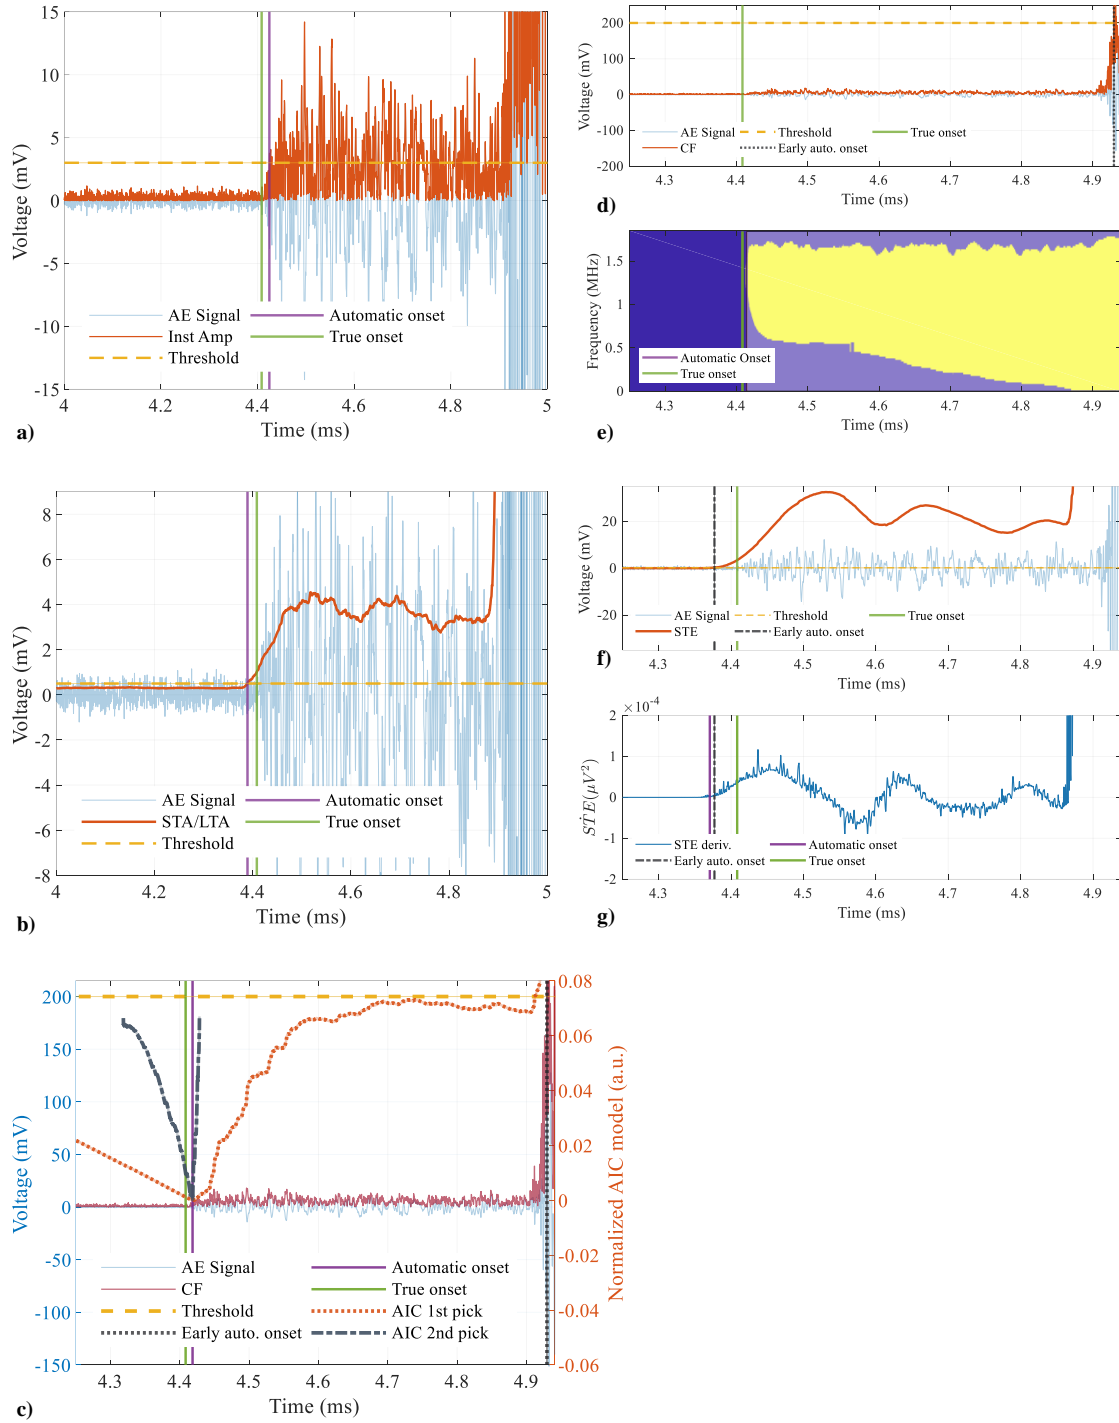 15
10
5
0
-5
-10
-15
Voltage (mV)
AE Signal
Automatic onset
Inst Amp
True onset
Threshold
4
4.2
4.4
4.6
4.8
5
Time (ms)
a)
8
6
4
2
0
-2
-4
-6
-8
Voltage (mV)
AE Signal
Automatic onset
STA/LTA
True onset
Threshold
4
4.2
4.4
4.6
4.8
5
Time (ms)
b)
200
150
100
50
0
-50
-100
-150
Voltage (mV)
0.08
0.06
0.04
0.02
0
-0.02
-0.04
-0.06
Normalized AIC model (a.u.)
AE Signal
Automatic onset
CF
True onset
Threshold
AIC 1st pick
Early auto. onset
AIC 2nd pick
4.3
4.4
4.5
4.6
4.7
4.8
4.9
Time (ms)
c)
200
100
0
-100
-200
Voltage (mV)
AE Signal
Threshold
True onset
CF
Early auto. onset
4.3
4.4
4.5
4.6
4.7
4.8
4.9
Time (ms)
d)
1.5
1
0.5
0
Frequency (MHz)
Automatic Onset
True onset
4.3
4.4
4.5
4.6
4.7
4.8
4.9
Time (ms)
e)
20
0
-20
Voltage (mV)
AE Signal
Threshold
True onset
STE
Early auto. onset
4.3
4.4
4.5
4.6
4.7
4.8
4.9
Time (ms)
f)
×10⁻⁴
2
1
0
-1
-2
SṪE(μV²)
STE deriv.
Automatic onset
Early auto. onset
True onset
4.3
4.4
4.5
4.6
4.7
4.8
4.9
Time (ms)
g)